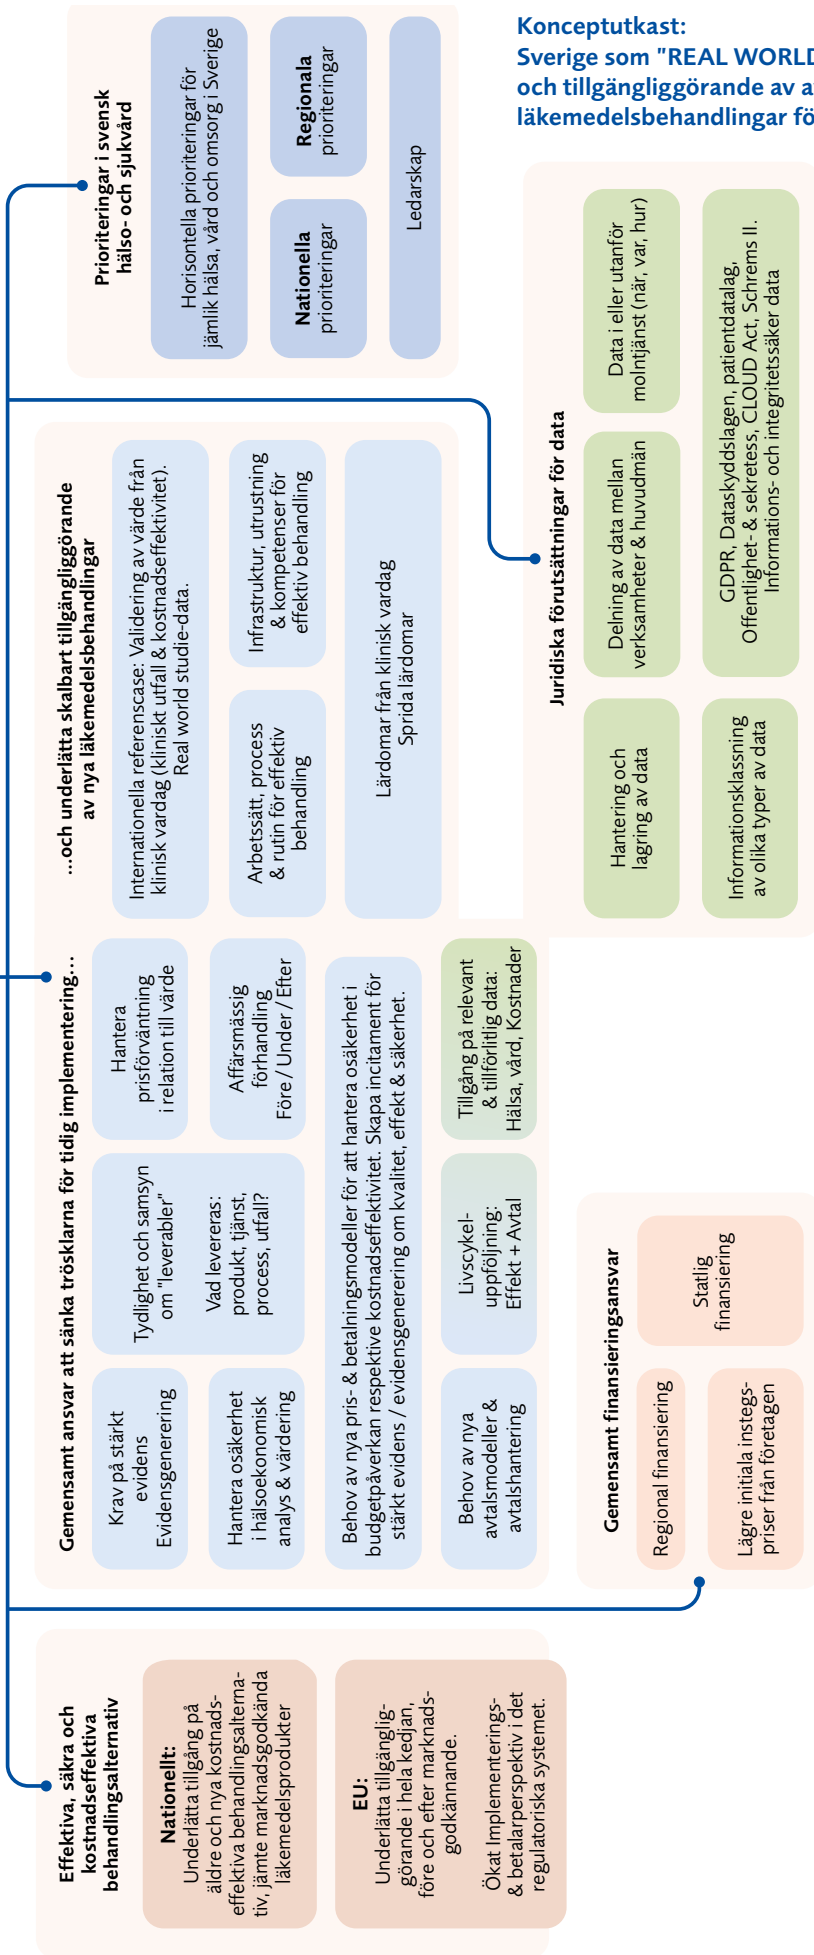 Konceptutkast:
Sverige som "REAL WORLD
och tillgängliggörande av a
läkemedelsbehandlingar fö
Effektiva, säkra och
kostnadseffektiva
behandlingsalternativ
Nationellt:
Underlätta tillgång på
äldre och nya kostnads-
effektiva behandlingsalterna-
tiv, jämte marknadsgodkända
läkemedelsprodukter
EU:
Underlätta tillgänglig-
görande i hela kedjan,
före och efter marknads-
godkännande.
Ökat Implementerings-
& betalarperspektiv i det
regulatoriska systemet.
Gemensamt ansvar att sänka trösklarna för tidig implementering…
Krav på stärkt
evidens
Evidensgenerering
Tydlighet och samsyn
om "leverabler"
Vad levereras:
produkt, tjänst,
process, utfall?
Hantera
prisförväntning
i relation till värde
Hantera osäkerhet
i hälsoekonomisk
analys & värdering
Affärsmässig
förhandling
Före / Under / Efter
Behov av nya pris- & betalningsmodeller för att hantera osäkerhet i
budgetpåverkan respektive kostnadseffektivitet. Skapa incitament för
stärkt evidens / evidensgenerering om kvalitet, effekt & säkerhet.
Behov av nya
avtalsmodeller &
avtalshantering
Livscykel-
uppföljning:
Effekt + Avtal
Tillgång på relevant
& tillförlitlig data:
Hälsa, vård, Kostnader
...och underlätta skalbart tillgängliggörande
av nya läkemedelsbehandlingar
Internationella referenscase: Validering av värde från
klinisk vardag (kliniskt utfall & kostnadseffektivitet).
Real world studie-data.
Arbetssätt, process
& rutin för effektiv
behandling
Infrastruktur, utrustning
& kompetenser för
effektiv behandling
Lärdomar från klinisk vardag
Sprida lärdomar
Prioriteringar i svensk
hälso- och sjukvård
Horisontella prioriteringar för
jämlik hälsa, vård och omsorg i Sverige
Nationella
prioriteringar
Regionala
prioriteringar
Ledarskap
Gemensamt finansieringsansvar
Regional finansiering
Statlig
finansiering
Lägre initiala instegs-
priser från företagen
Juridiska förutsättningar för data
Hantering och
lagring av data
Delning av data mellan
verksamheter & huvudmän
Data i eller utanför
molntjänst (när, var, hur)
Informationsklassning
av olika typer av data
GDPR, Dataskyddslagen, patientdatalag,
Offentlighet- & sekretess, CLOUD Act, Schrems II.
Informations- och integritetssäker data